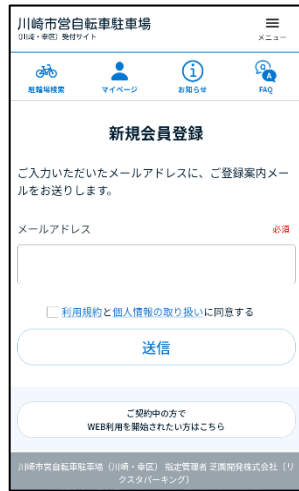 川崎市営自転車駐車場
(川崎・幸区) 受付サイト
メニュー
駐輪場検索
マイページ
お知らせ
FAQ
新規会員登録
ご入力いただいたメールアドレスに、ご登録案内メー
ルをお送りします。
メールアドレス
必須
利用規約と個人情報の取り扱いに同意する
送信
ご契約中の方で
WEB利用を開始されたい方はこちら
川崎市営自転車駐車場（川崎・幸区） 指定管理者 芝園開発株式会社〔リ
クスタパーキング〕